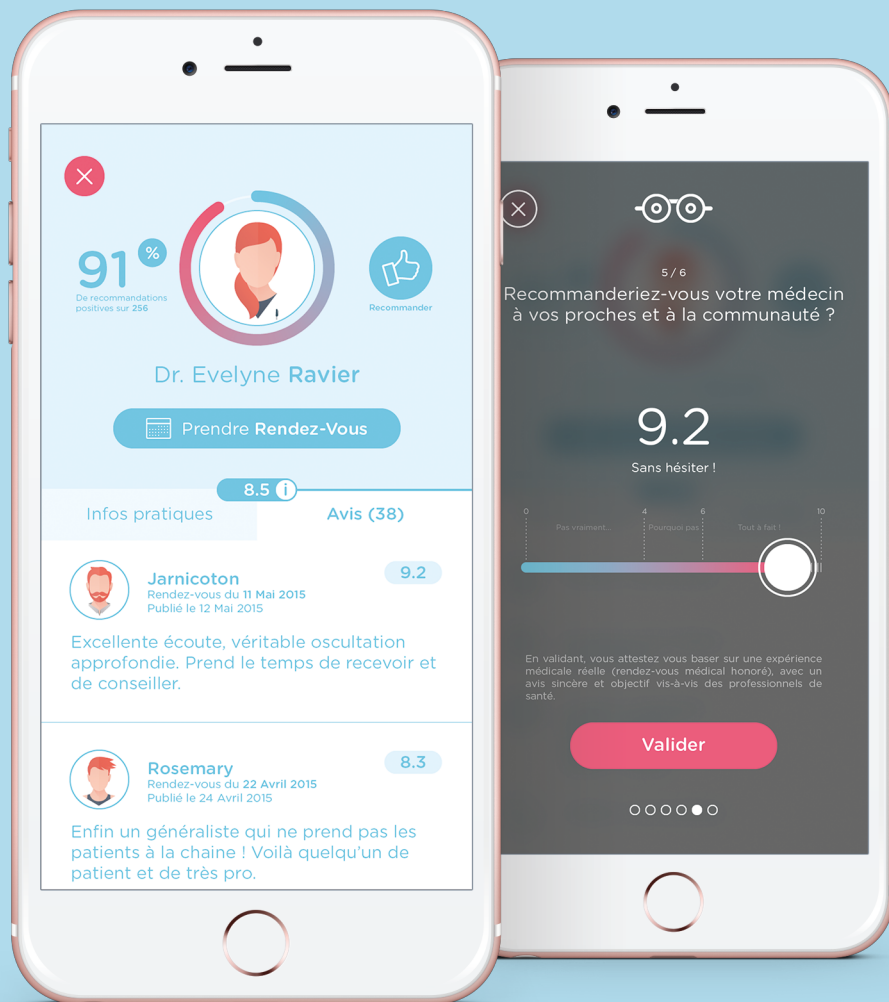 91 %
De recommandations
positives sur 256
Recommander
Dr. Evelyne Ravier
Prendre Rendez-Vous
8.5 i
Infos pratiques
Avis (38)
Jarnicoton
9.2
Rendez-vous du 11 Mai 2015
Publié le 12 Mai 2015
Excellente écoute, véritable oscultation
approfondie. Prend le temps de recevoir et
de conseiller.
Rosemary
8.3
Rendez-vous du 22 Avril 2015
Publié le 24 Avril 2015
Enfin un généraliste qui ne prend pas les
patients à la chaine ! Voilà quelqu'un de
patient et de très pro.
5 / 6
Recommanderiez-vous votre médecin
à vos proches et à la communauté ?
9.2
Sans hésiter !
0 4 6 10
Pas vraiment... Pourquoi pas Tout à fait !
En validant, vous attestez vous baser sur une expérience
médicale réelle (rendez-vous médical honoré), avec un
avis sincère et objectif vis-à-vis des professionnels de
santé.
Valider